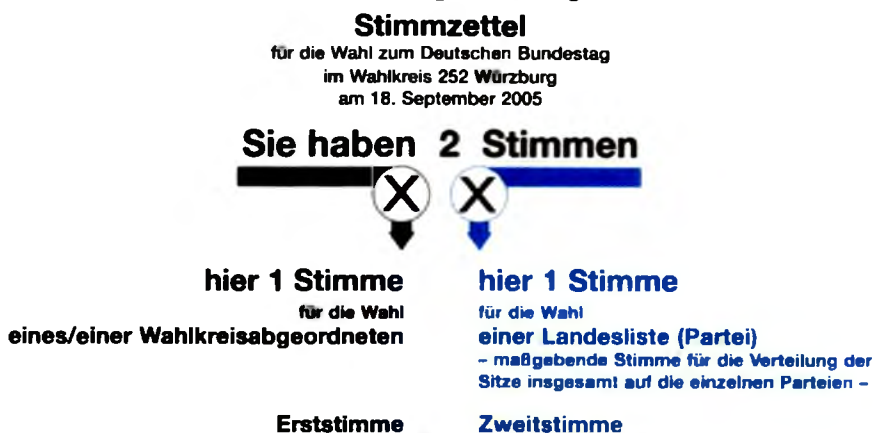 Stimmzettel
für die Wahl zum Deutschen Bundestag
im Wahlkreis 252 Würzburg
am 18. September 2005
Sie haben 2 Stimmen
X X
hier 1 Stimme
für die Wahl
eines/einer Wahlkreisabgeordneten
Erststimme
hier 1 Stimme
für die Wahl
einer Landesliste (Partei)
– maßgebende Stimme für die Verteilung der
Sitze insgesamt auf die einzelnen Parteien –
Zweitstimme